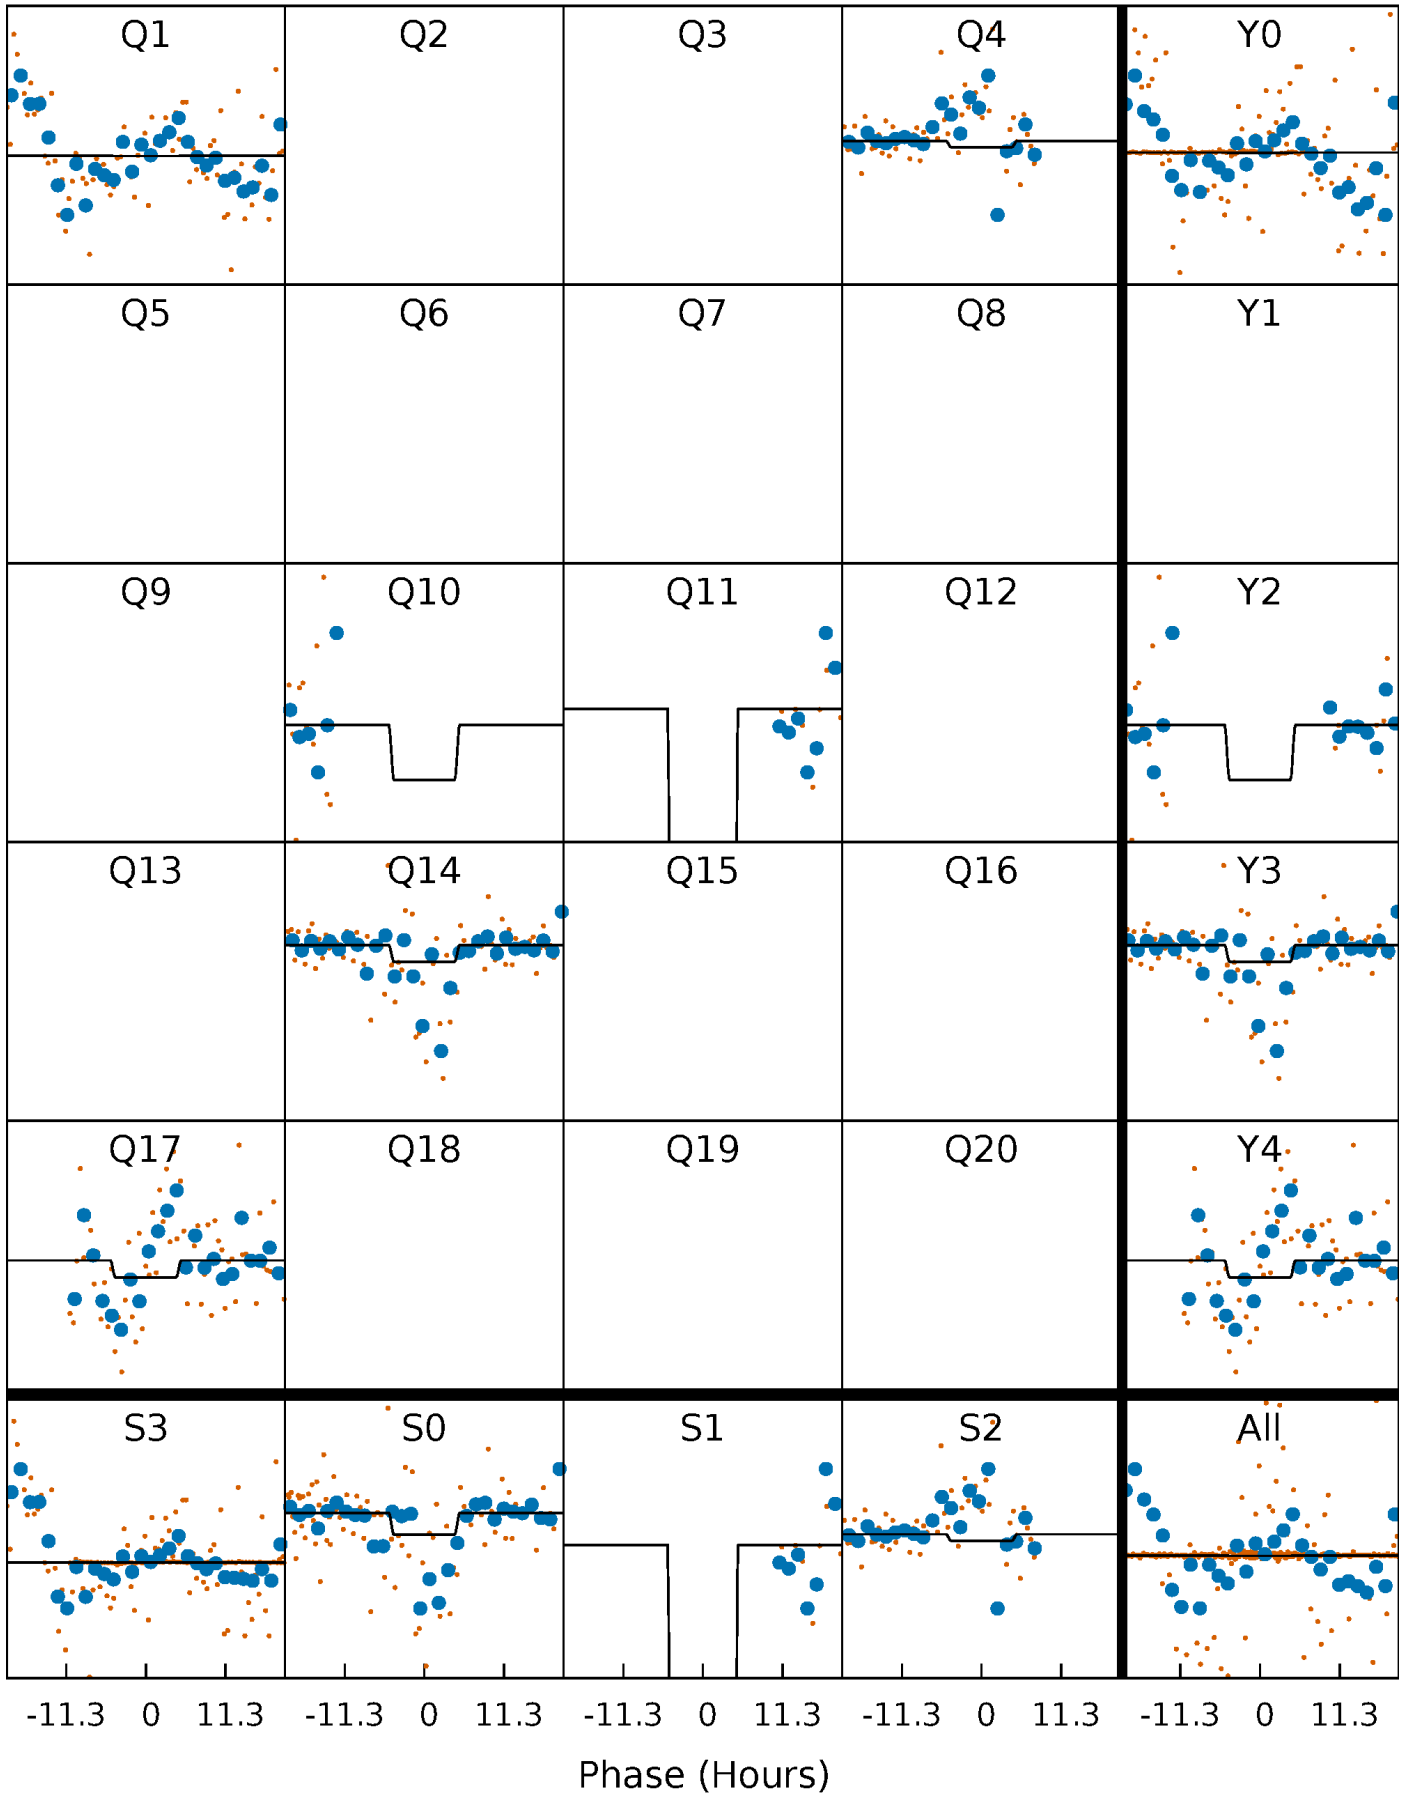 Q1 Q2 Q3 Q4 Y0
Q5 Q6 Q7 Q8 Y1
Q9 Q10 Q11 Q12 Y2
Q13 Q14 Q15 Q16 Y3
Q17 Q18 Q19 Q20 Y4
S3 S0 S1 S2 All
-11.3 0 11.3 -11.3 0 11.3 -11.3 0 11.3 -11.3 0 11.3 -11.3 0 11.3
Phase (Hours)